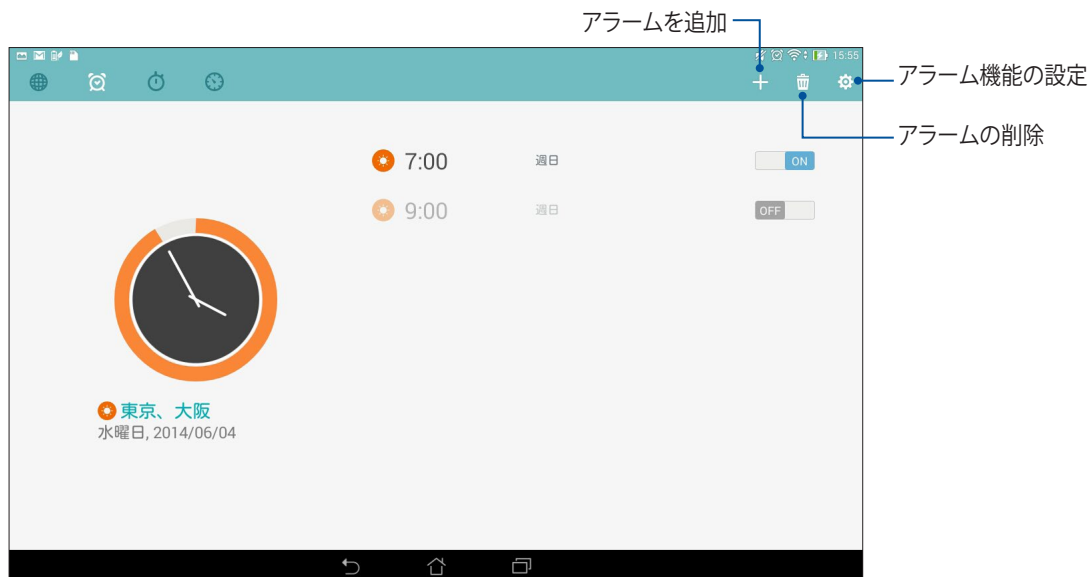 アラームを追加
15:55
アラーム機能の設定
アラームの削除
7:00 週日 ON
9:00 週日 OFF
東京、大阪
水曜日, 2014/06/04